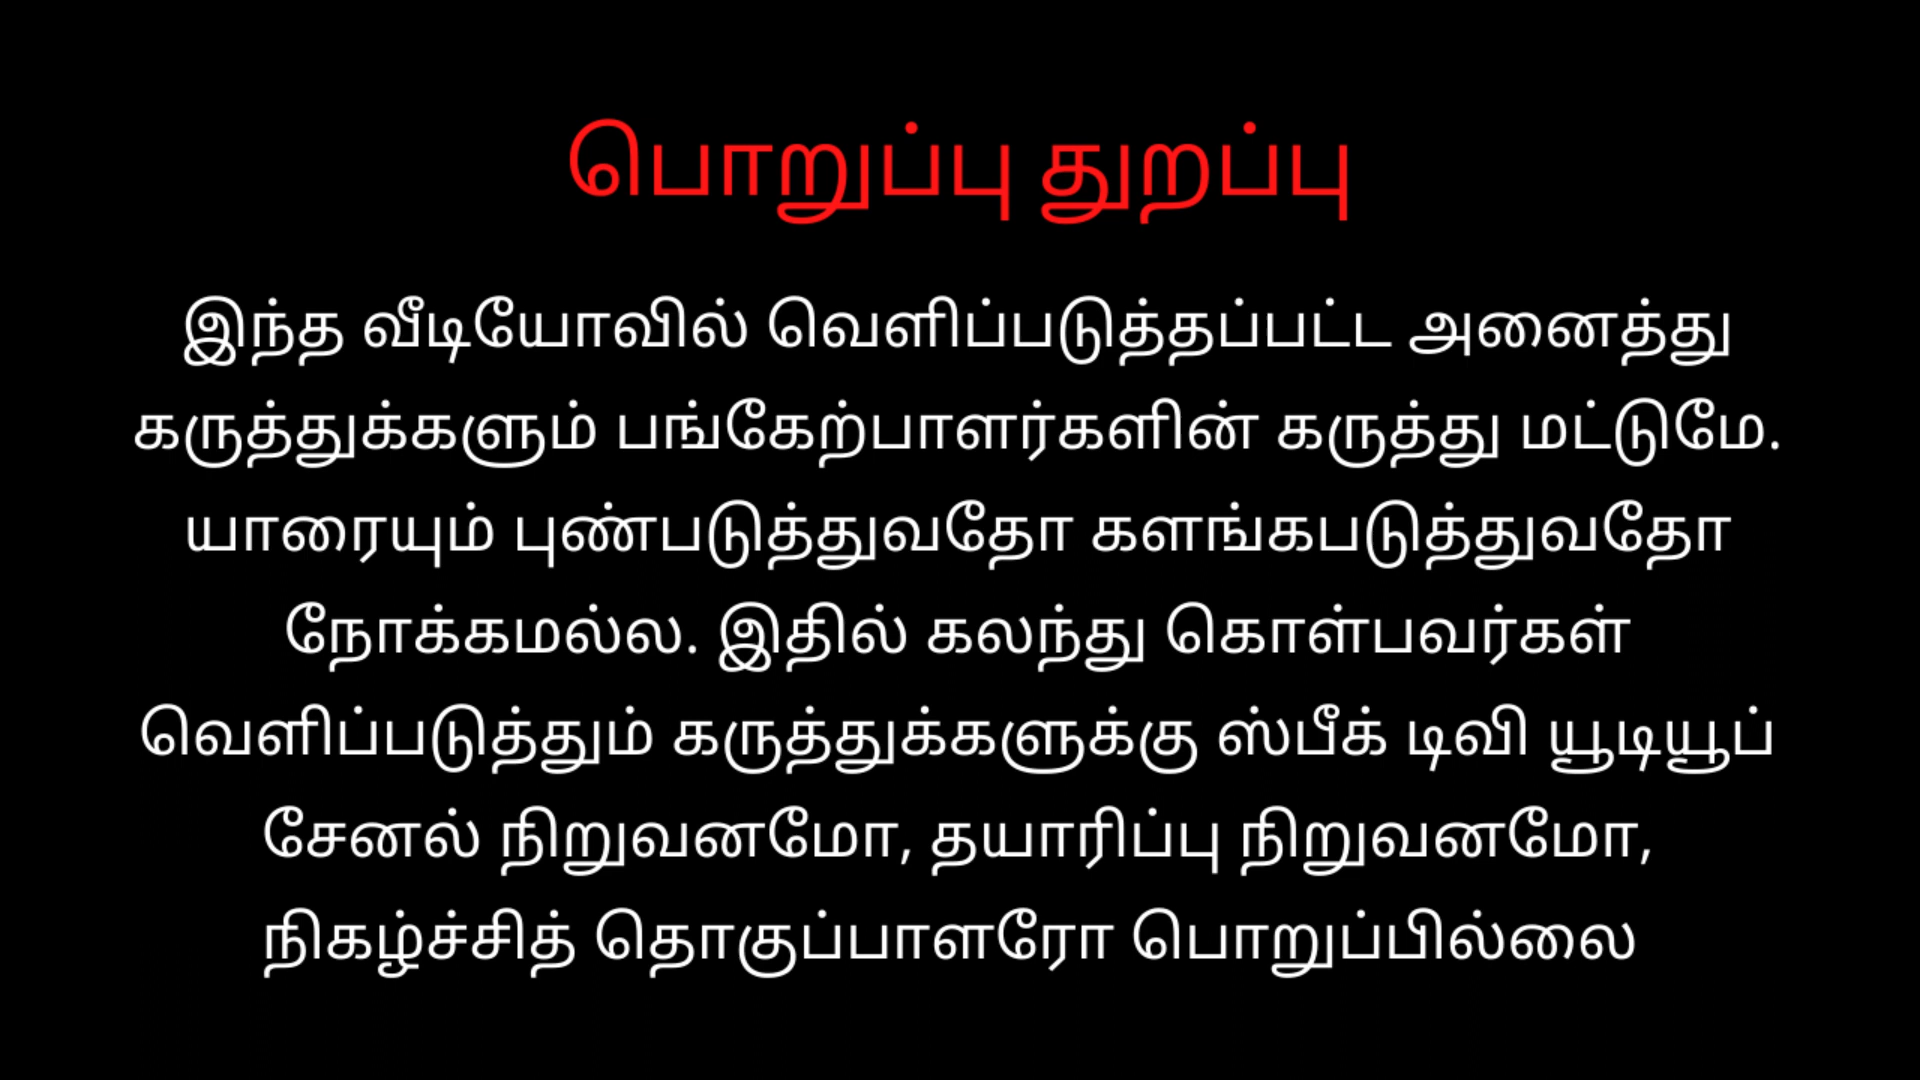 பொறுப்பு துறப்பு
இந்த வீடியோவில் வெளிப்படுத்தப்பட்ட அனைத்து
கருத்துக்களும் பங்கேற்பாளர்களின் கருத்து மட்டுமே.
யாரையும் புண்படுத்துவதோ களங்கபடுத்துவதோ
நோக்கமல்ல. இதில் கலந்து கொள்பவர்கள்
வெளிப்படுத்தும் கருத்துக்களுக்கு ஸ்பீக் டிவி யூடியூப்
சேனல் நிறுவனமோ, தயாரிப்பு நிறுவனமோ,
நிகழ்ச்சித் தொகுப்பாளரோ பொறுப்பில்லை